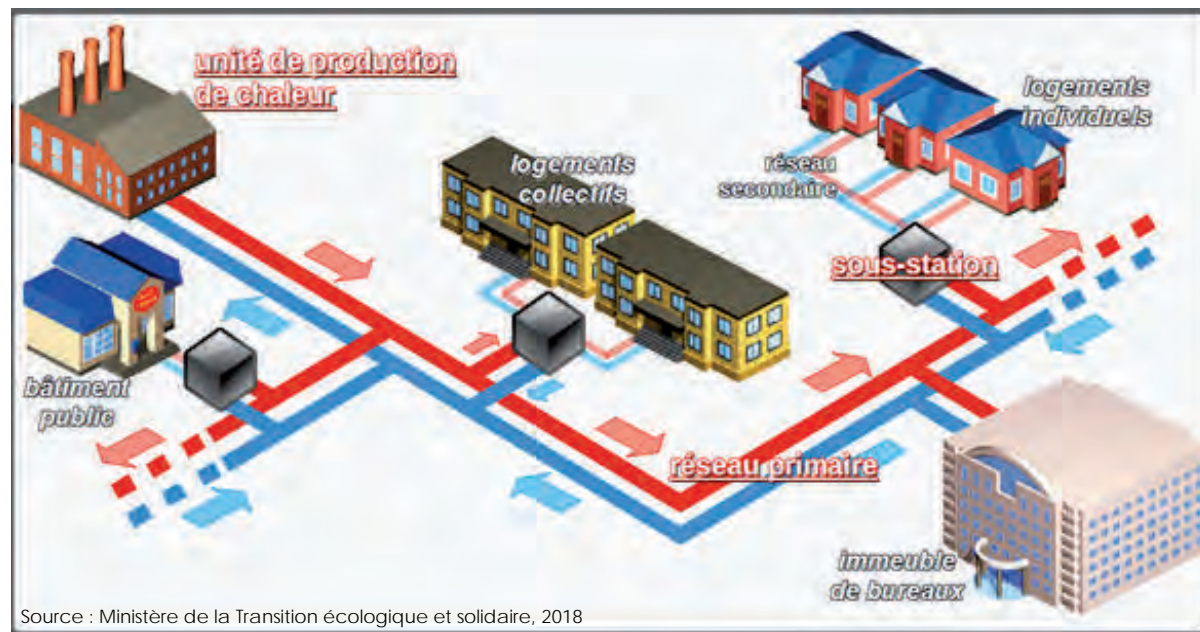 unité de production
de chaleur
logements
individuels
logements
collectifs
réseau
secondaire
sous-station
bâtiment
public
réseau primaire
immeuble
de bureaux
Source : Ministère de la Transition écologique et solidaire, 2018